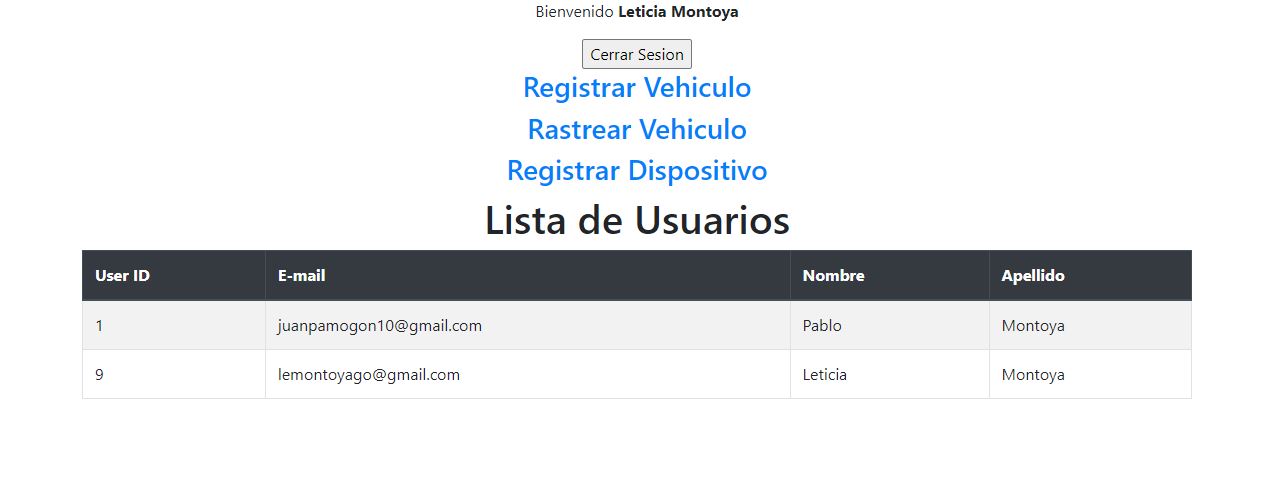 Bienvenido Leticia Montoya
Cerrar Sesion
Registrar Vehiculo
Rastrear Vehiculo
Registrar Dispositivo
Lista de Usuarios
User ID E-mail Nombre Apellido
1 juanpamogon10@gmail.com Pablo Montoya
9 lemontoyago@gmail.com Leticia Montoya